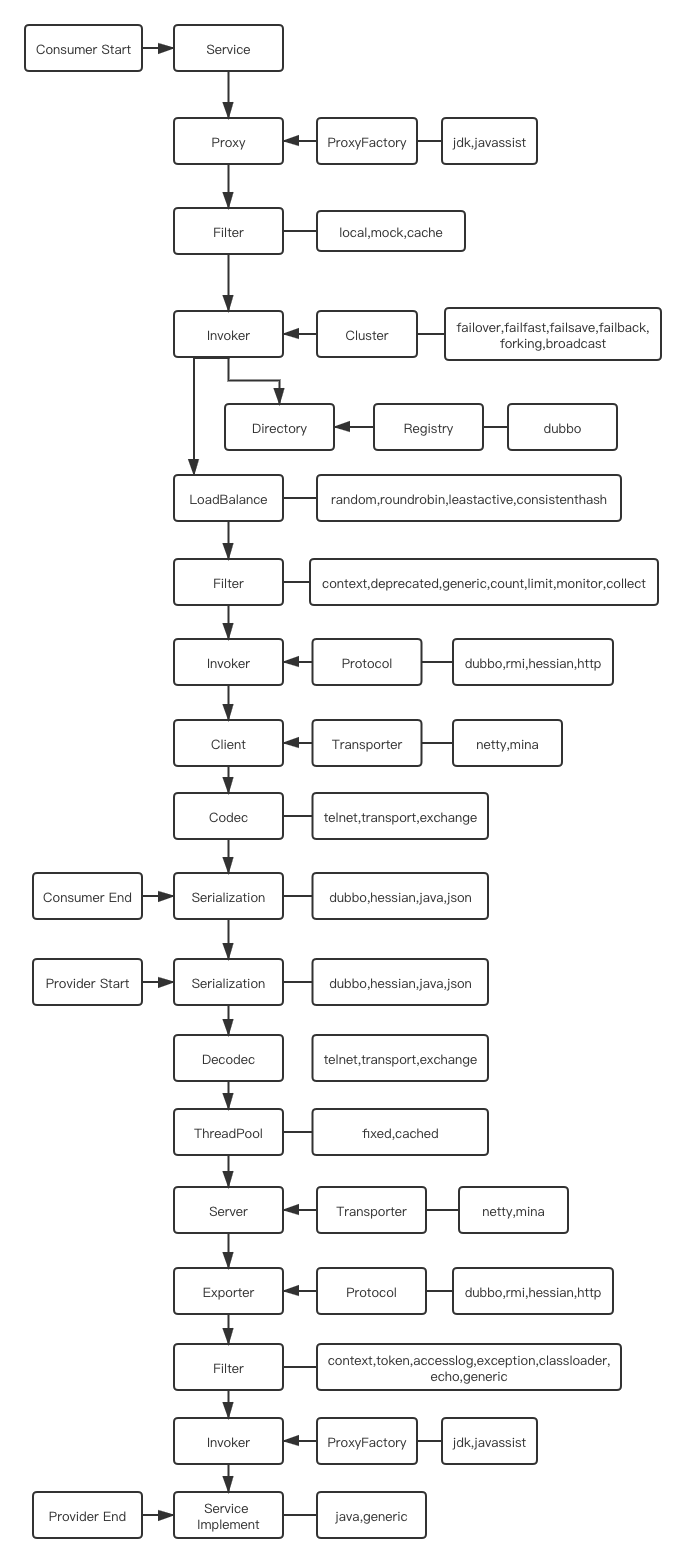 Consumer Start
Service
Proxy
ProxyFactory
jdk,javassist
Filter
local,mock,cache
Invoker
Cluster
failover,failfast,failsave,failback,
forking,broadcast
Directory
Registry
dubbo
LoadBalance
random,roundrobin,leastactive,consistenthash
Filter
context,deprecated,generic,count,limit,monitor,collect
Invoker
Protocol
dubbo,rmi,hessian,http
Client
Transporter
netty,mina
Codec
telnet,transport,exchange
Consumer End
Serialization
dubbo,hessian,java,json
Provider Start
Serialization
dubbo,hessian,java,json
Decodec
telnet,transport,exchange
ThreadPool
fixed,cached
Server
Transporter
netty,mina
Exporter
Protocol
dubbo,rmi,hessian,http
Filter
context,token,accesslog,exception,classloader,
echo,generic
Invoker
ProxyFactory
jdk,javassist
Provider End
Service
Implement
java,generic